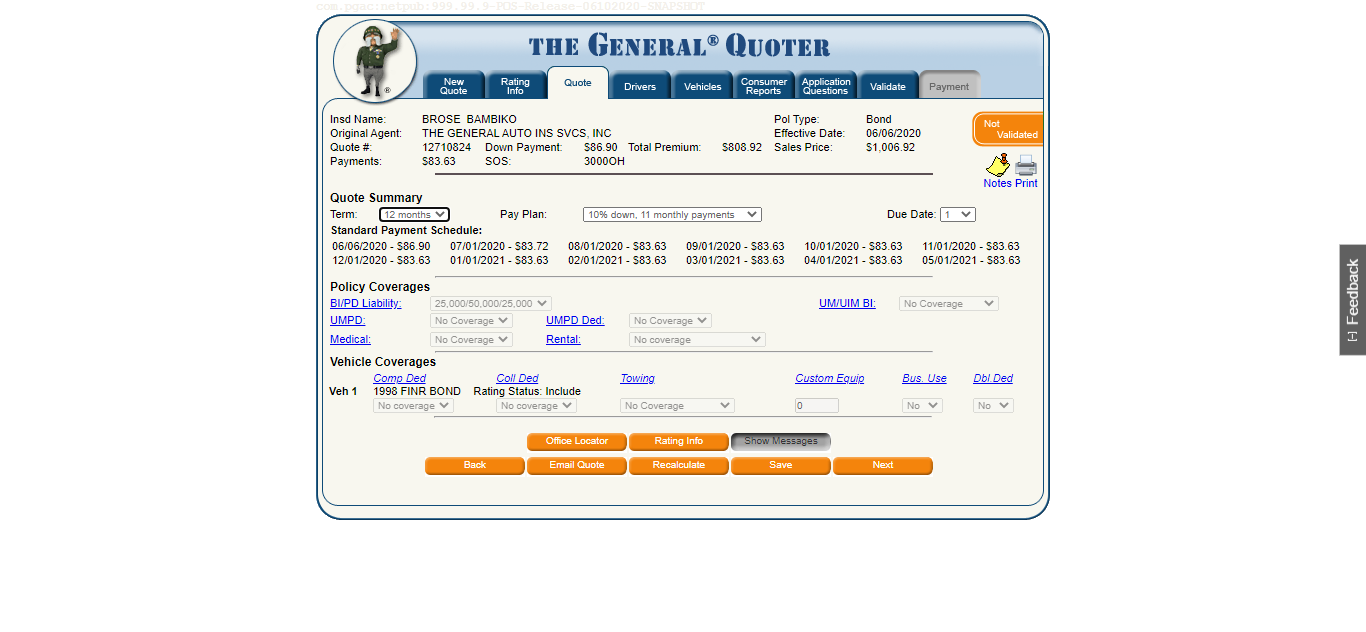 com.pgac:netpub:999.99.9-POS-Release-06102020-SNAPSHOT
THE GENERAL® QUOTER
New Quote
Rating Info
Quote
Drivers
Vehicles
Consumer Reports
Application Questions
Validate
Payment
Insd Name: BROSE BAMBIKO Pol Type: Bond
Original Agent: THE GENERAL AUTO INS SVCS, INC Effective Date: 06/06/2020
Quote #: 12710824 Down Payment: $86.90 Total Premium: $808.92 Sales Price: $1,006.92
Payments: $83.63 SOS: 3000OH
Not Validated
Notes Print
Quote Summary
Term: 12 months Pay Plan: 10% down, 11 monthly payments Due Date: 1
Standard Payment Schedule:
06/06/2020 - $86.90 07/01/2020 - $83.72 08/01/2020 - $83.63 09/01/2020 - $83.63 10/01/2020 - $83.63 11/01/2020 - $83.63
12/01/2020 - $83.63 01/01/2021 - $83.63 02/01/2021 - $83.63 03/01/2021 - $83.63 04/01/2021 - $83.63 05/01/2021 - $83.63
Policy Coverages
BI/PD Liability: 25,000/50,000/25,000 UM/UIM BI: No Coverage
UMPD: No Coverage UMPD Ded: No Coverage
Medical: No Coverage Rental: No coverage
Vehicle Coverages
Comp Ded Coll Ded Towing Custom Equip Bus. Use Dbl.Ded
Veh 1 1998 FINR BOND Rating Status: Include
No coverage No coverage No Coverage 0 No No
Office Locator Rating Info Show Messages
Back Email Quote Recalculate Save Next
[-] Feedback